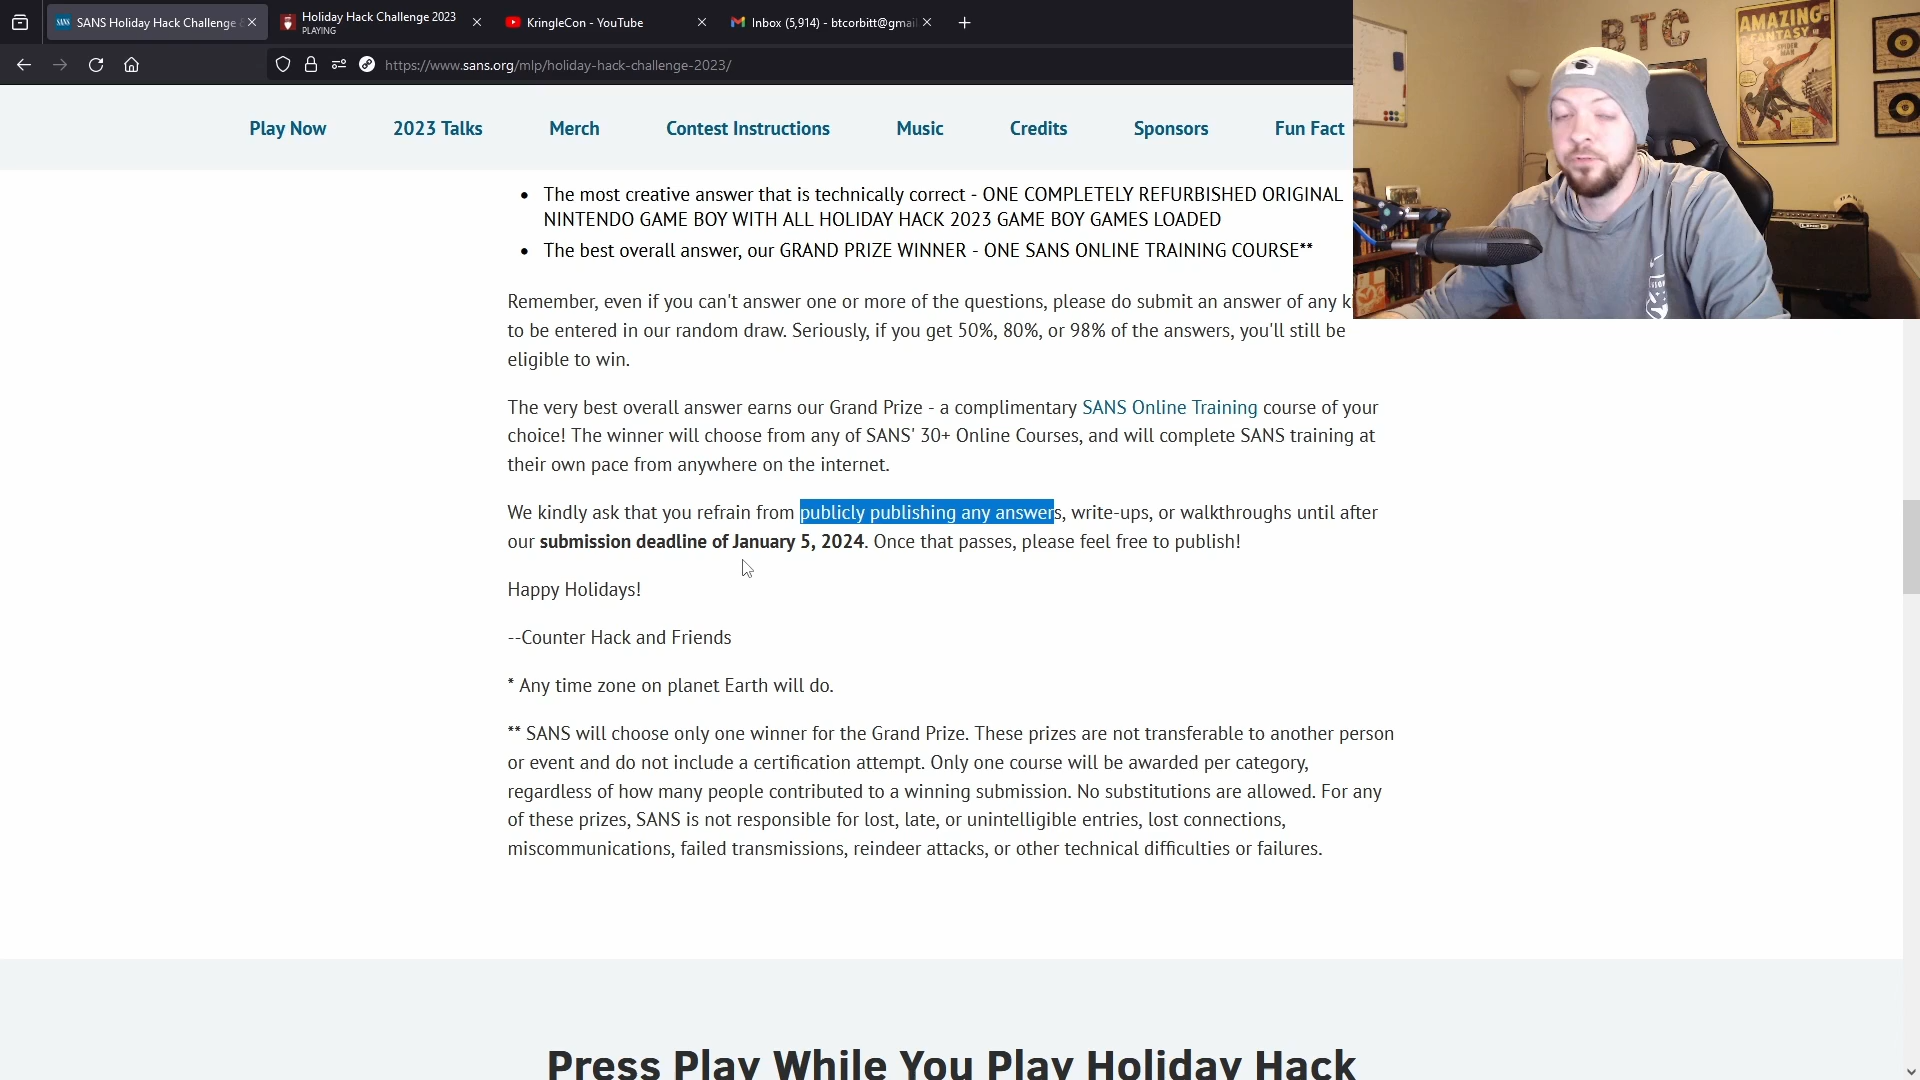 SANS Holiday Hack Challenge
Holiday Hack Challenge 2023
PLAYING
KringleCon - YouTube
Inbox (5,914) - btcorbitt@gmai
https://www.sans.org/mlp/holiday-hack-challenge-2023/
Play Now
2023 Talks
Merch
Contest Instructions
Music
Credits
Sponsors
Fun Fact
• The most creative answer that is technically correct - ONE COMPLETELY REFURBISHED ORIGINAL
NINTENDO GAME BOY WITH ALL HOLIDAY HACK 2023 GAME BOY GAMES LOADED
• The best overall answer, our GRAND PRIZE WINNER - ONE SANS ONLINE TRAINING COURSE**
Remember, even if you can't answer one or more of the questions, please do submit an answer of any k
to be entered in our random draw. Seriously, if you get 50%, 80%, or 98% of the answers, you'll still be
eligible to win.
The very best overall answer earns our Grand Prize - a complimentary SANS Online Training course of your
choice! The winner will choose from any of SANS' 30+ Online Courses, and will complete SANS training at
their own pace from anywhere on the internet.
We kindly ask that you refrain from publicly publishing any answers, write-ups, or walkthroughs until after
our submission deadline of January 5, 2024. Once that passes, please feel free to publish!
Happy Holidays!
--Counter Hack and Friends
* Any time zone on planet Earth will do.
** SANS will choose only one winner for the Grand Prize. These prizes are not transferable to another person
or event and do not include a certification attempt. Only one course will be awarded per category,
regardless of how many people contributed to a winning submission. No substitutions are allowed. For any
of these prizes, SANS is not responsible for lost, late, or unintelligible entries, lost connections,
miscommunications, failed transmissions, reindeer attacks, or other technical difficulties or failures.
Press Play While You Play Holiday Hack
BTC
AMAZING
FANTASY